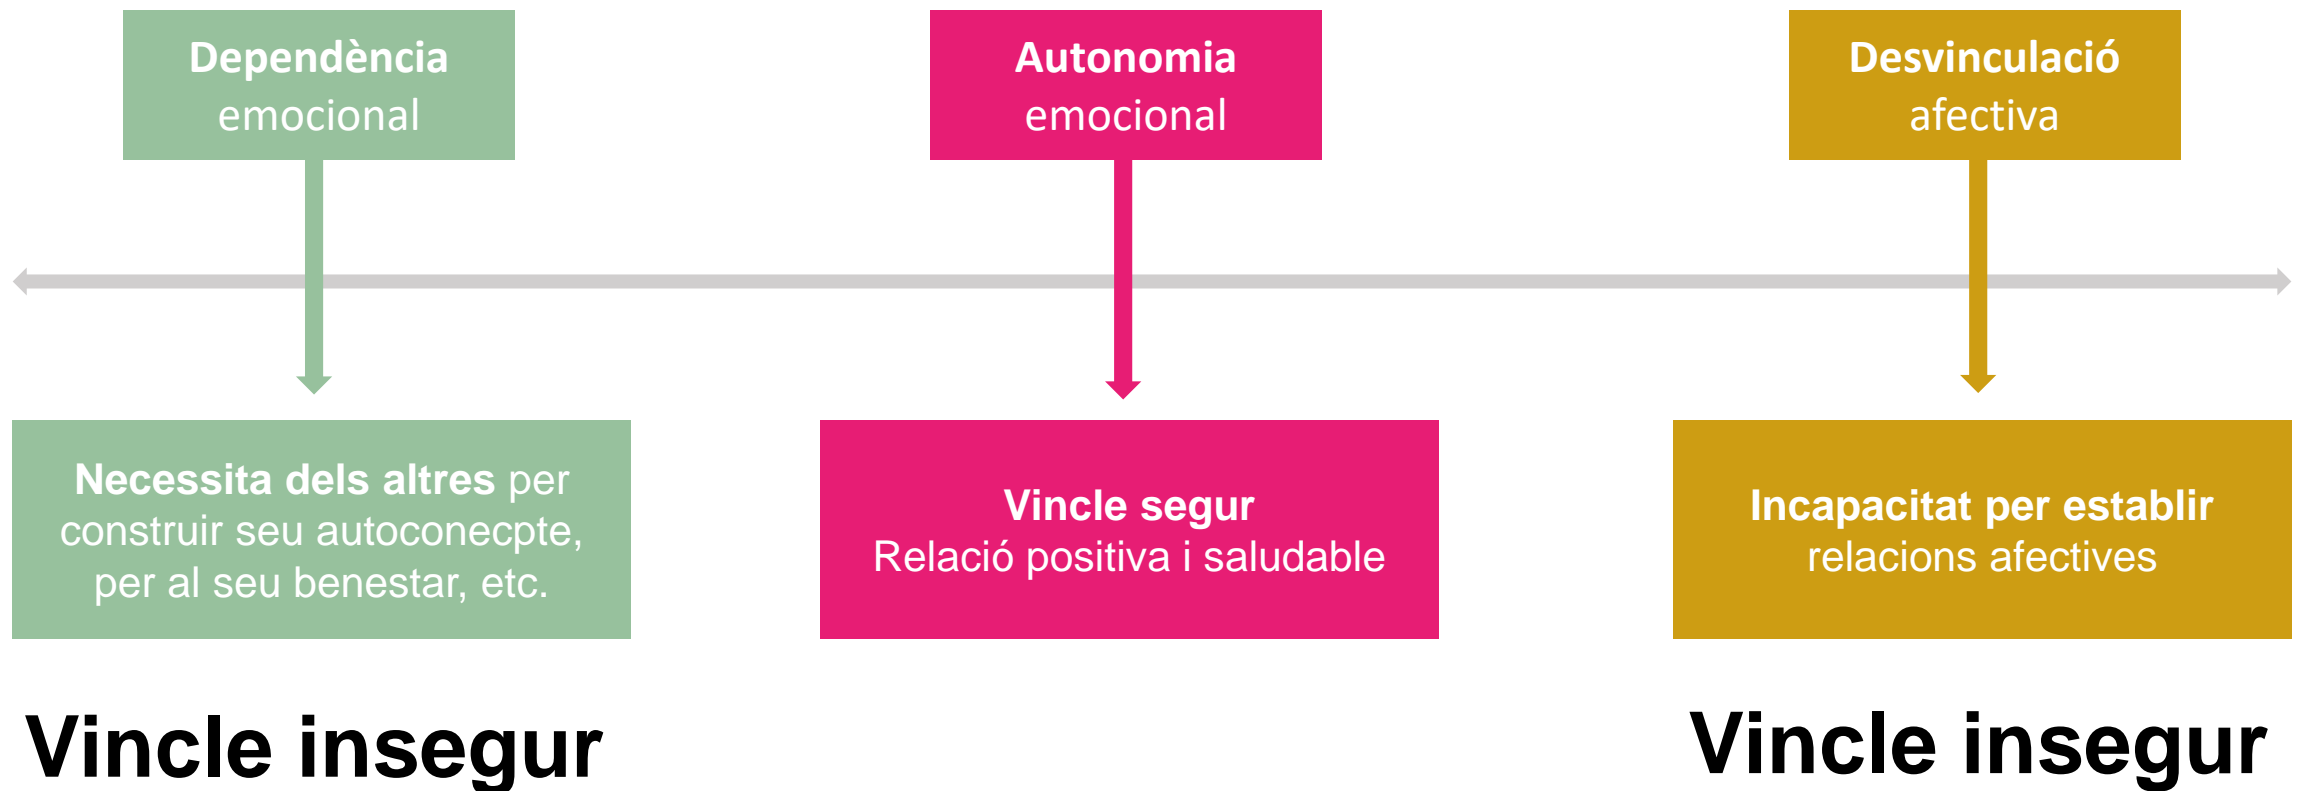 Dependència
emocional
Autonomia
emocional
Desvinculació
afectiva
Necessita dels altres per
construir seu autoconecpte,
per al seu benestar, etc.
Vincle segur
Relació positiva i saludable
Incapacitat per establir
relacions afectives
Vincle insegur
Vincle insegur